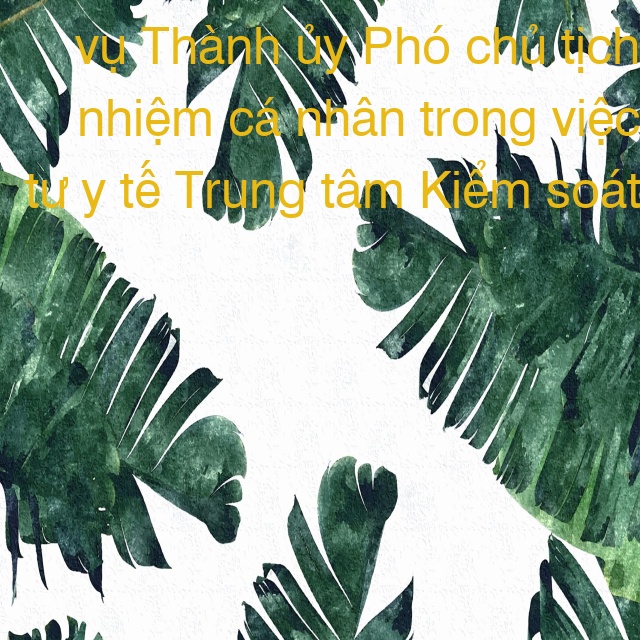 vụ Thành ủy Phó chủ tịch
nhiệm cá nhân trong việc
tư y tế Trung tâm Kiểm soát